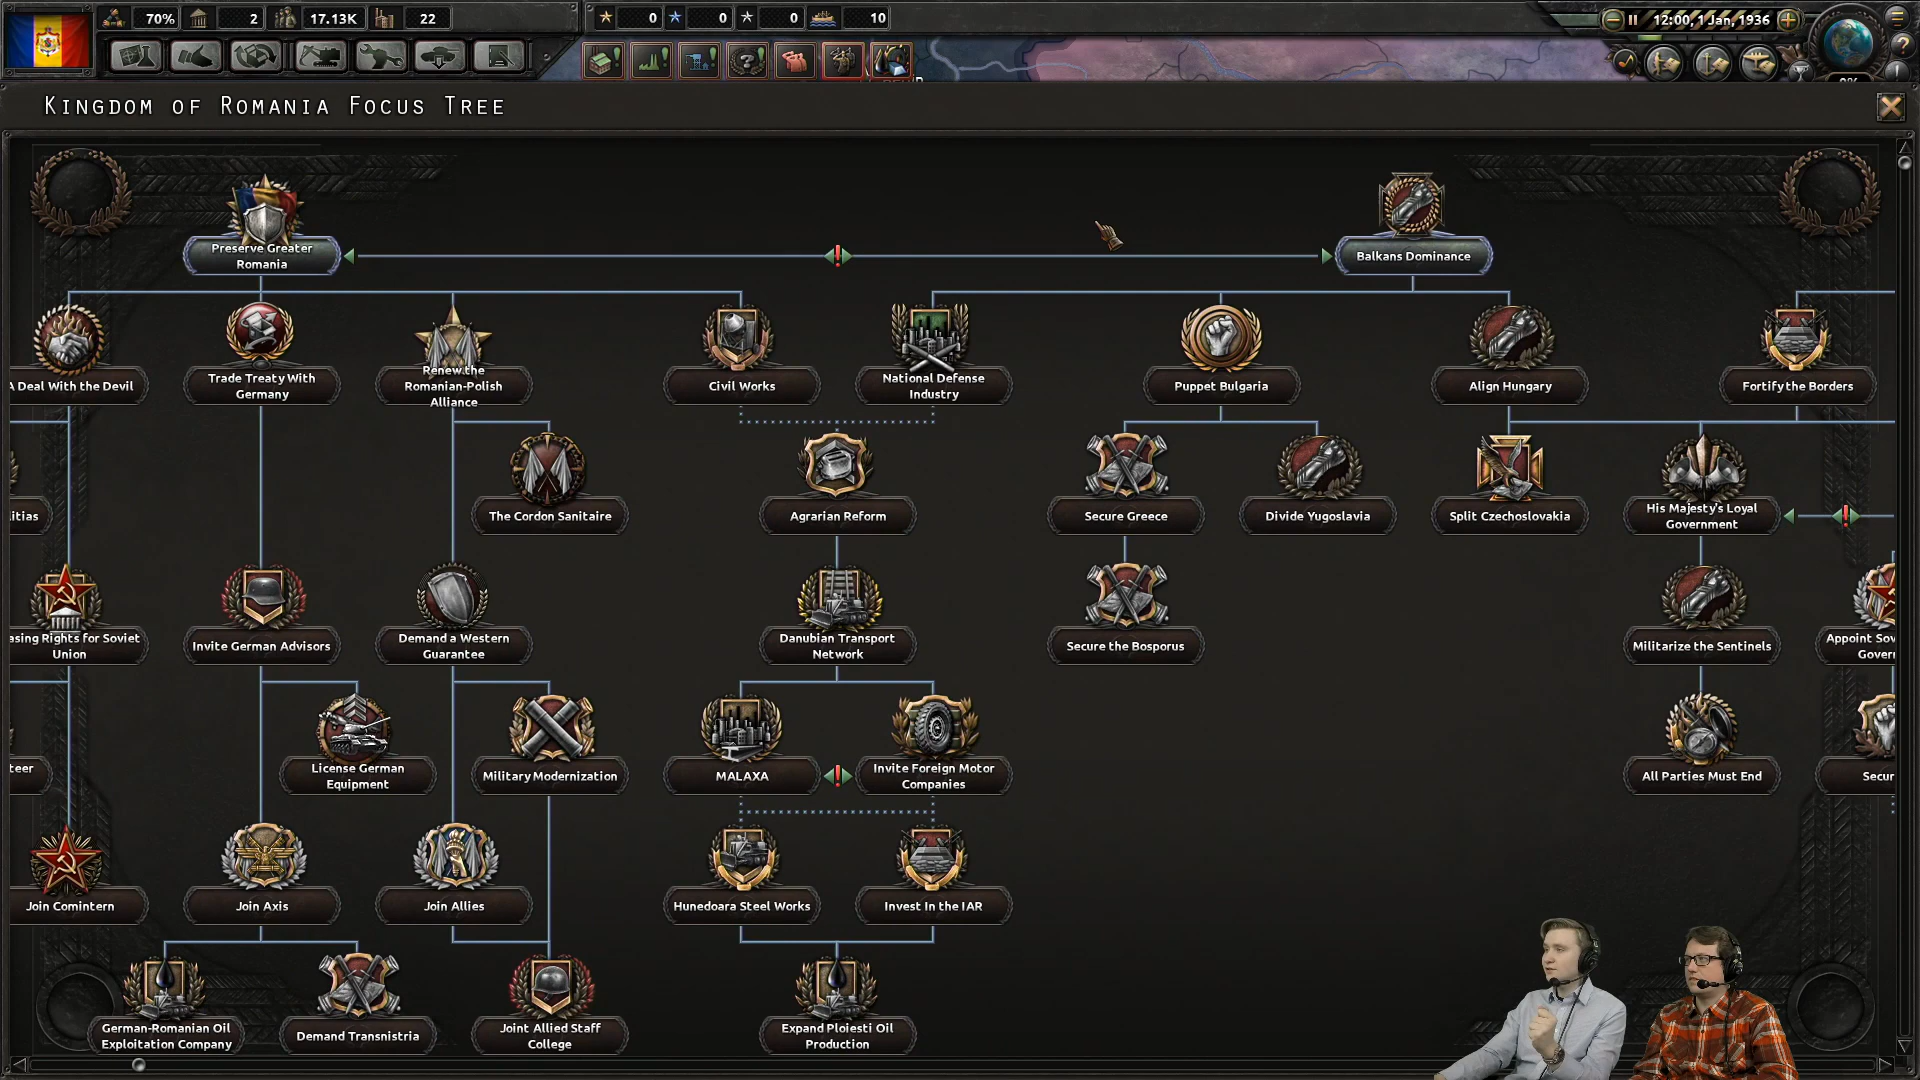 70%
2
17.13K
22
0
0
0
10
12:00, 1 Jan, 1936
Kingdom of Romania Focus Tree
Preserve Greater
Romania
Balkans Dominance
A Deal With the Devil
Trade Treaty With
Germany
Renew the
Romanian-Polish
Alliance
Civil Works
National Defense
Industry
Puppet Bulgaria
Align Hungary
Fortify the Borders
litias
The Cordon Sanitaire
Agrarian Reform
Secure Greece
Divide Yugoslavia
Split Czechoslovakia
His Majesty's Loyal
Government
asing Rights for Soviet
Union
Invite German Advisors
Demand a Western
Guarantee
Danubian Transport
Network
Secure the Bosporus
Militarize the Sentinels
Appoint Sov
Gover
teer
License German
Equipment
Military Modernization
MALAXA
Invite Foreign Motor
Companies
All Parties Must End
Secur
Join Comintern
Join Axis
Join Allies
Hunedoara Steel Works
Invest In the IAR
German-Romanian Oil
Exploitation Company
Demand Transnistria
Joint Allied Staff
College
Expand Ploiesti Oil
Production